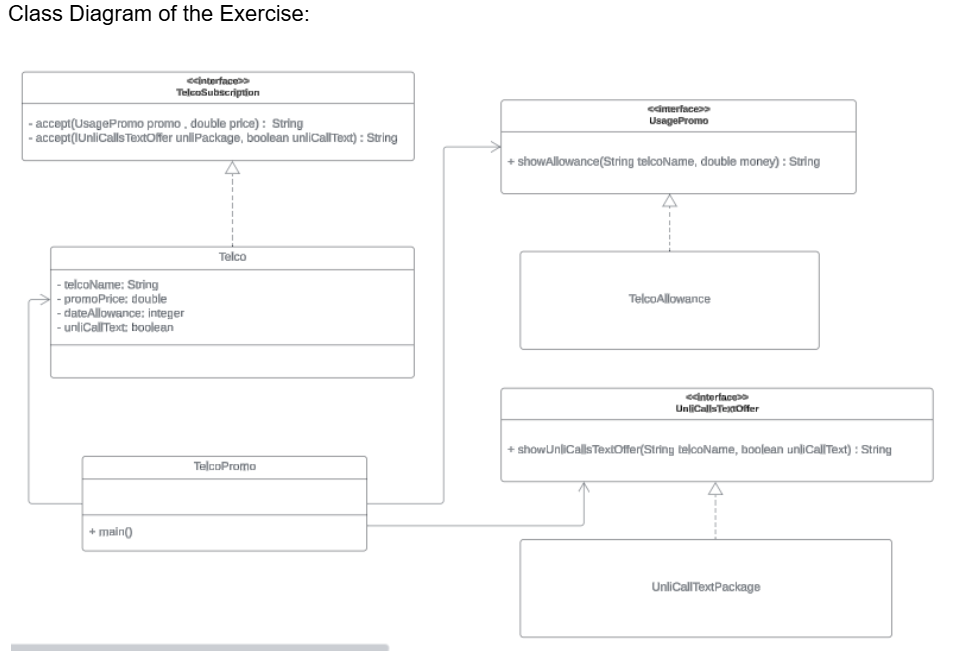 Class Diagram of the Exercise:
<<interface>>
TelcoSubscription
- accept(UsagePromo promo , double price) : String
- accept(IUnliCallsTextOffer unliPackage, boolean unliCallText) : String
<<interface>>
UsagePromo
+ showAllowance(String telcoName, double money) : String
Telco
- telcoName: String
- promoPrice: double
- dateAllowance: integer
- unliCallText: boolean
TelcoAllowance
<<interface>>
UnliCallsTextOffer
+ showUnliCallsTextOffer(String telcoName, boolean unliCallText) : String
TelcoPromo
+ main()
UnliCallTextPackage